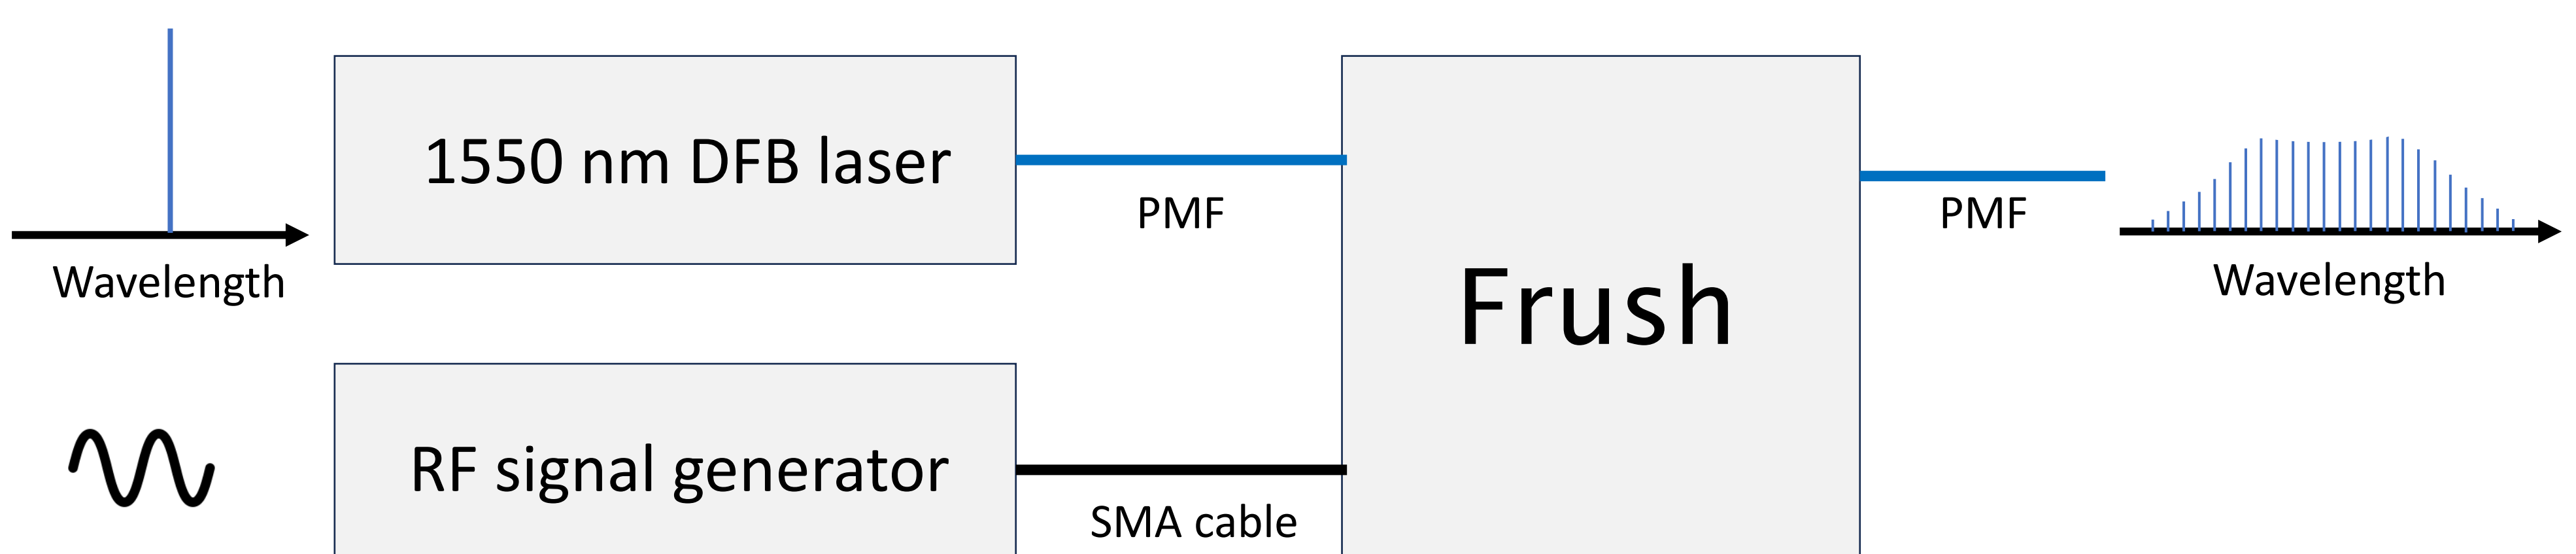 1550 nm DFB laser
PMF
PMF
Wavelength
Frush
Wavelength
RF signal generator
SMA cable